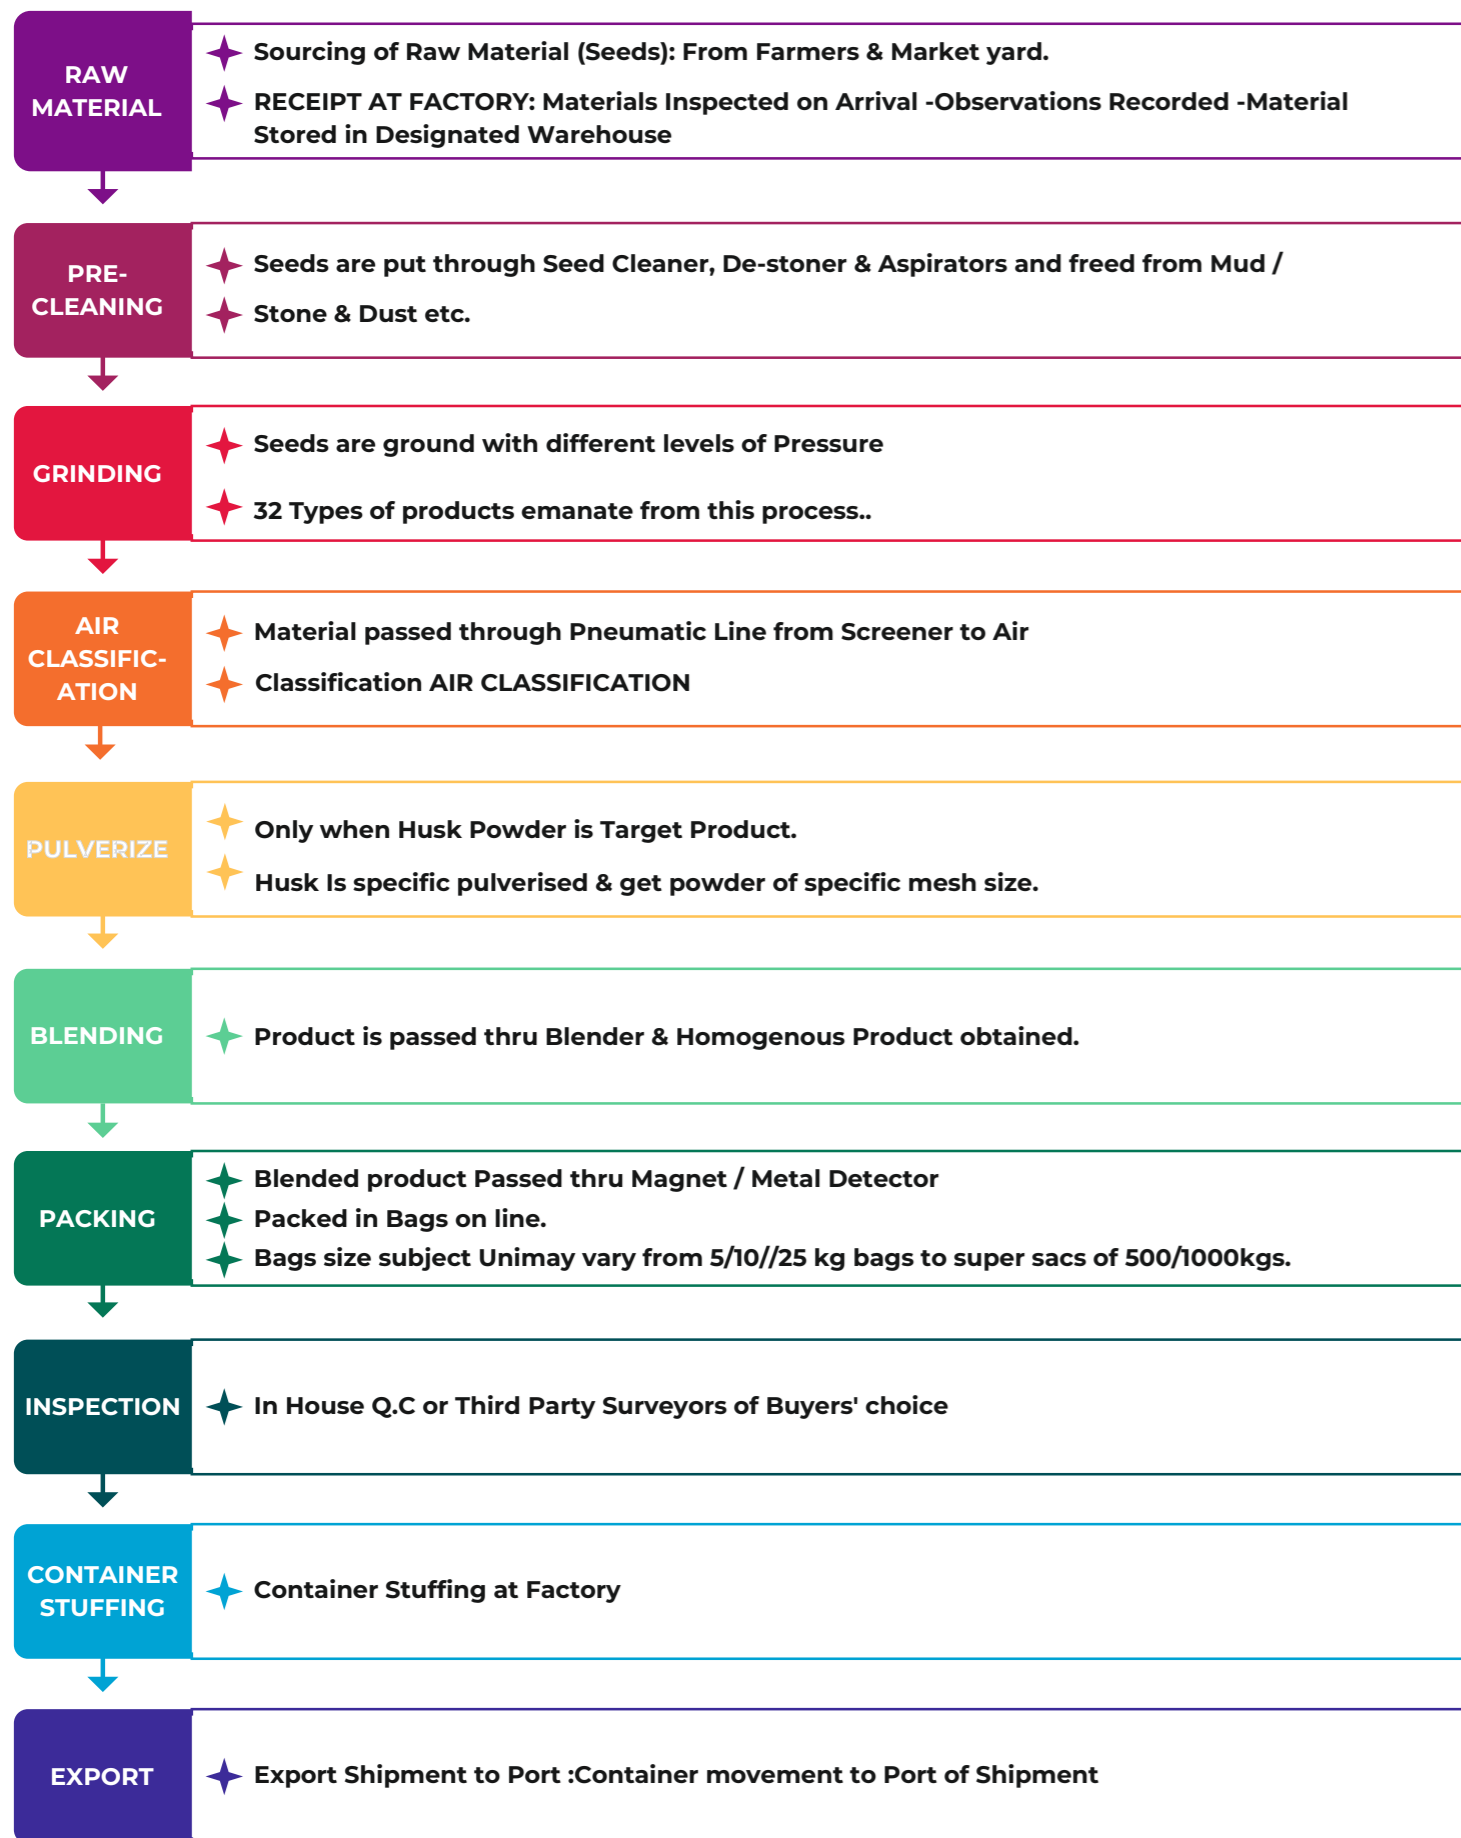 RAW
MATERIAL
Sourcing of Raw Material (Seeds): From Farmers & Market yard.
RECEIPT AT FACTORY: Materials Inspected on Arrival -Observations Recorded -Material
Stored in Designated Warehouse
PRE-
CLEANING
Seeds are put through Seed Cleaner, De-stoner & Aspirators and freed from Mud /
Stone & Dust etc.
GRINDING
Seeds are ground with different levels of Pressure
32 Types of products emanate from this process..
AIR
CLASSIFIC-
ATION
Material passed through Pneumatic Line from Screener to Air
Classification AIR CLASSIFICATION
PULVERIZE
Only when Husk Powder is Target Product.
Husk Is specific pulverised & get powder of specific mesh size.
BLENDING
Product is passed thru Blender & Homogenous Product obtained.
PACKING
Blended product Passed thru Magnet / Metal Detector
Packed in Bags on line.
Bags size subject Unimay vary from 5/10//25 kg bags to super sacs of 500/1000kgs.
INSPECTION
In House Q.C or Third Party Surveyors of Buyers' choice
CONTAINER
STUFFING
Container Stuffing at Factory
EXPORT
Export Shipment to Port :Container movement to Port of Shipment